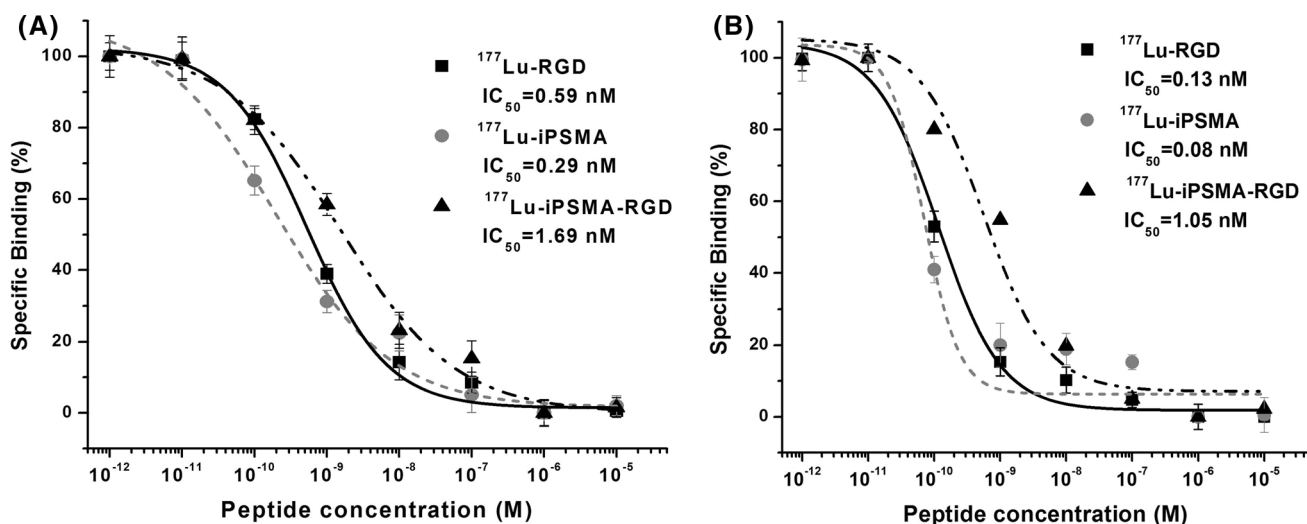 (A)
Specific Binding (%)
100
80
60
40
20
0
¹⁷⁷Lu-RGD
IC₅₀=0.59 nM
¹⁷⁷Lu-iPSMA
IC₅₀=0.29 nM
¹⁷⁷Lu-iPSMA-RGD
IC₅₀=1.69 nM
10⁻¹² 10⁻¹¹ 10⁻¹⁰ 10⁻⁹ 10⁻⁸ 10⁻⁷ 10⁻⁶ 10⁻⁵
Peptide concentration (M)
(B)
Specific Binding (%)
100
80
60
40
20
0
¹⁷⁷Lu-RGD
IC₅₀=0.13 nM
¹⁷⁷Lu-iPSMA
IC₅₀=0.08 nM
¹⁷⁷Lu-iPSMA-RGD
IC₅₀=1.05 nM
10⁻¹² 10⁻¹¹ 10⁻¹⁰ 10⁻⁹ 10⁻⁸ 10⁻⁷ 10⁻⁶ 10⁻⁵
Peptide concentration (M)